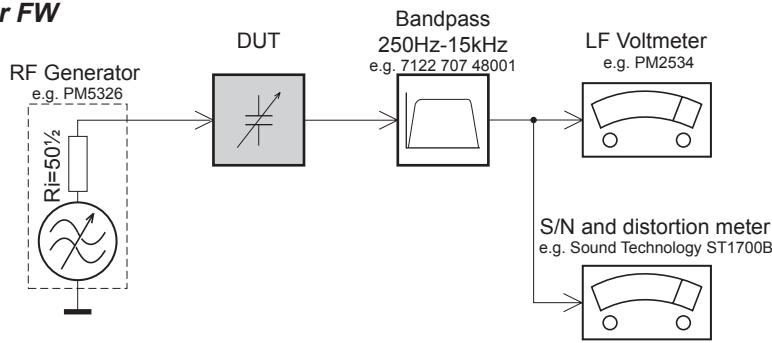 r FW
DUT
Bandpass
250Hz-15kHz
e.g. 7122 707 48001
LF Voltmeter
e.g. PM2534
RF Generator
e.g. PM5326
Ri=50½
S/N and distortion meter
e.g. Sound Technology ST1700B